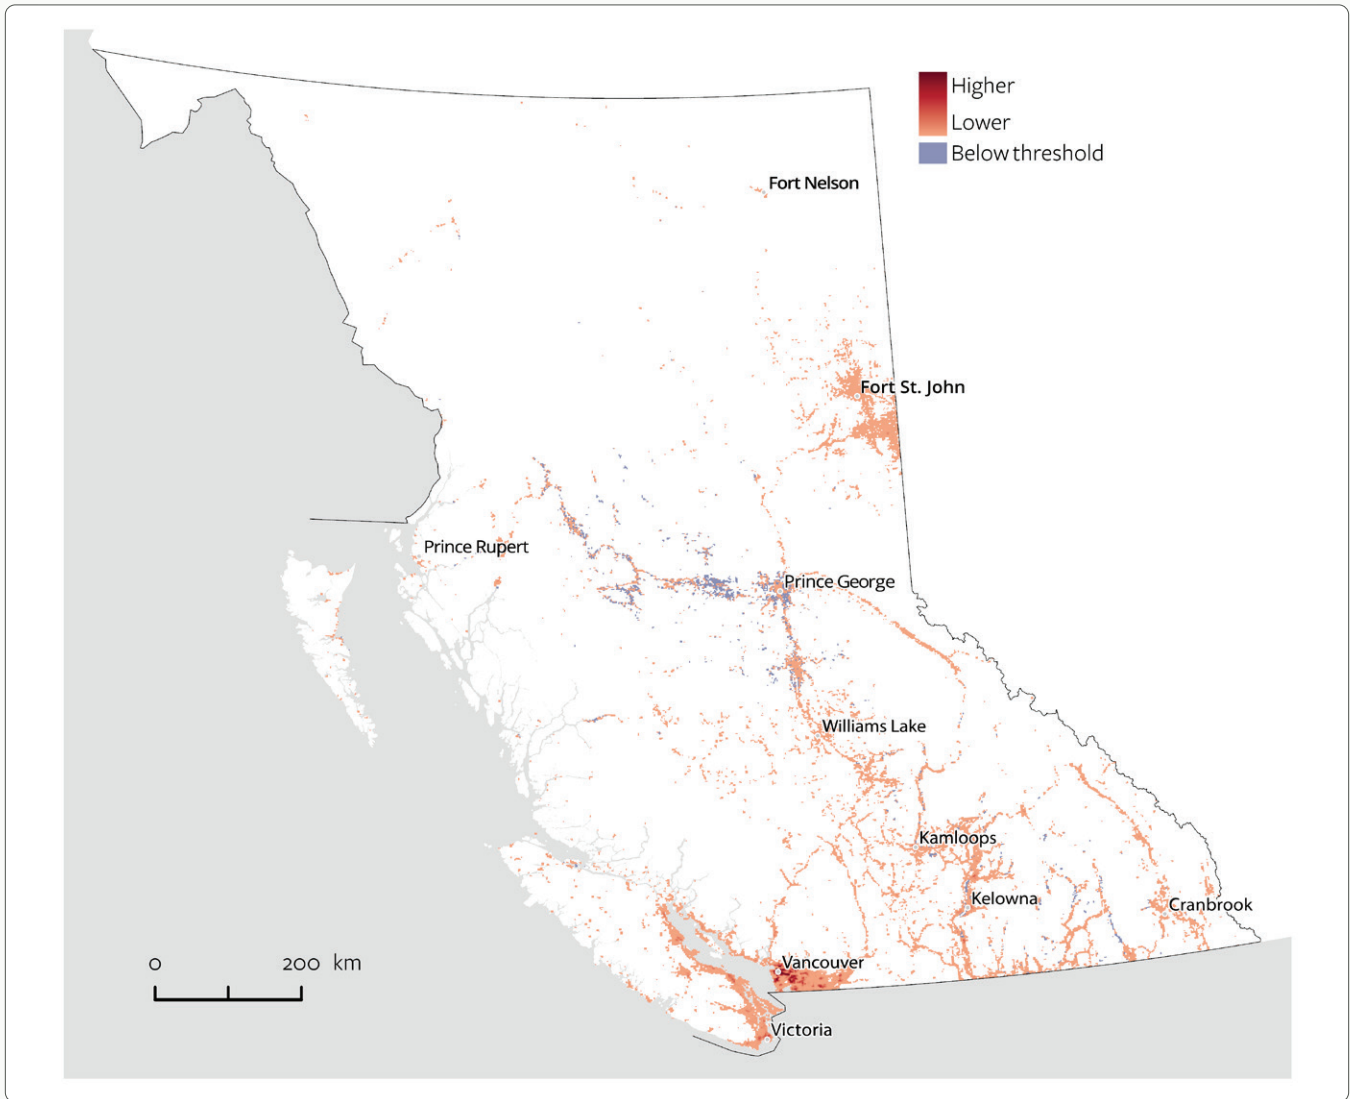 Higher
Lower
Below threshold
Fort Nelson
Fort St. John
Prince Rupert
Prince George
Williams Lake
Kamloops
Kelowna
Cranbrook
Vancouver
0 200 km
Victoria